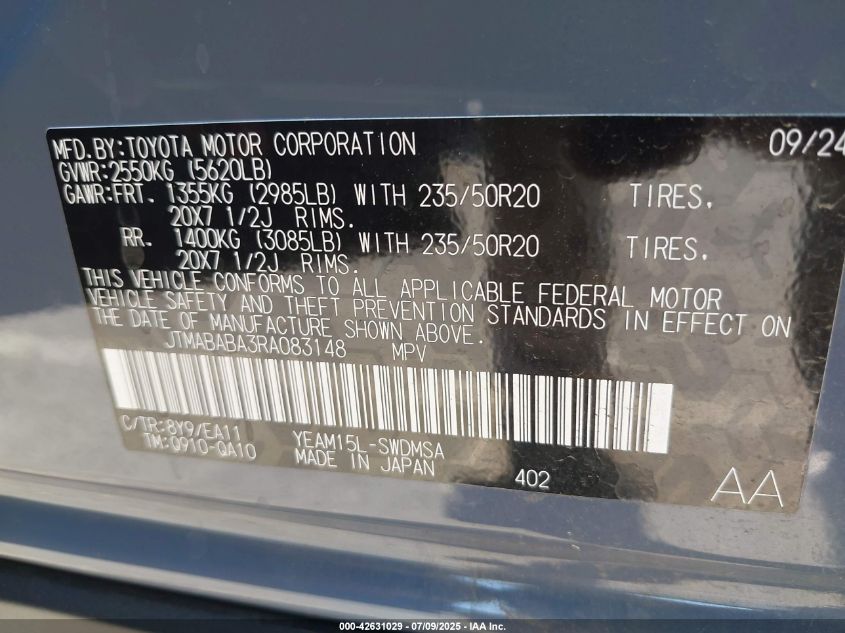 MFD.BY:TOYOTA MOTOR CORPORATION 09/24
GVWR:2550KG (5620LB)
GAWR:FRT. 1355KG (2985LB) WITH 235/50R20 TIRES.
20X7 1/2J RIMS.
RR. 1400KG (3085LB) WITH 235/50R20 TIRES.
20X7 1/2J RIMS.
THIS VEHICLE CONFORMS TO ALL APPLICABLE FEDERAL MOTOR
VEHICLE SAFETY AND THEFT PREVENTION STANDARDS IN EFFECT ON
THE DATE OF MANUFACTURE SHOWN ABOVE.
JTMABABA3RA083148 MPV
C/TR:8Y9/EA11 YEAM15L-SWDMSA
TM:Q910-QA10 MADE IN JAPAN 402
AA
000-42631029 / 07/09/2025 - IAA Inc.